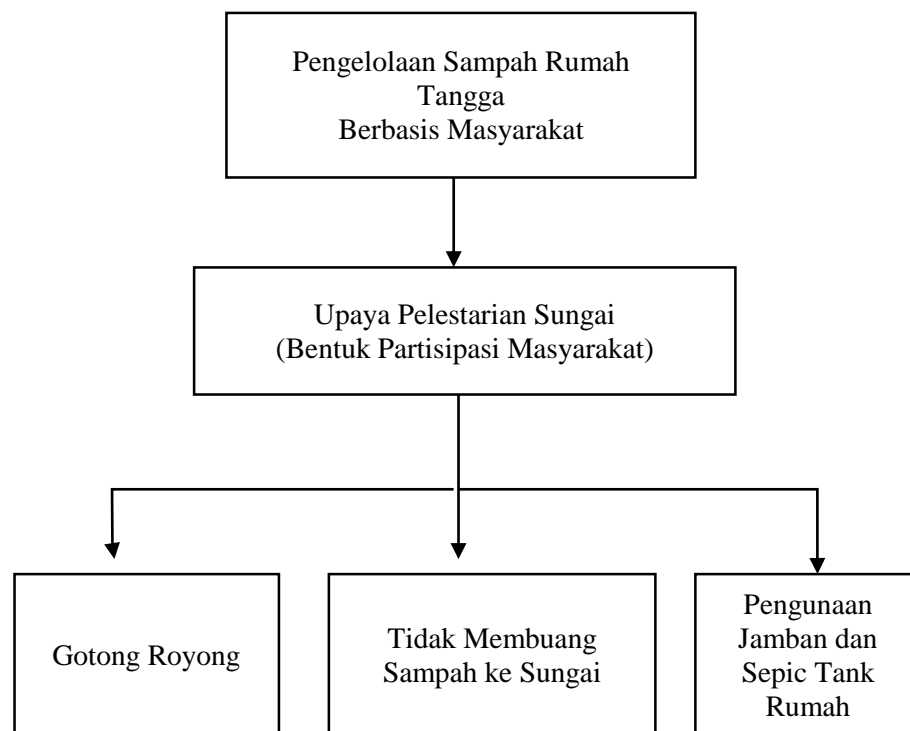 Pengelolaan Sampah Rumah
Tangga
Berbasis Masyarakat
Upaya Pelestarian Sungai
(Bentuk Partisipasi Masyarakat)
Gotong Royong
Tidak Membuang
Sampah ke Sungai
Pengunaan
Jamban dan
Sepic Tank
Rumah